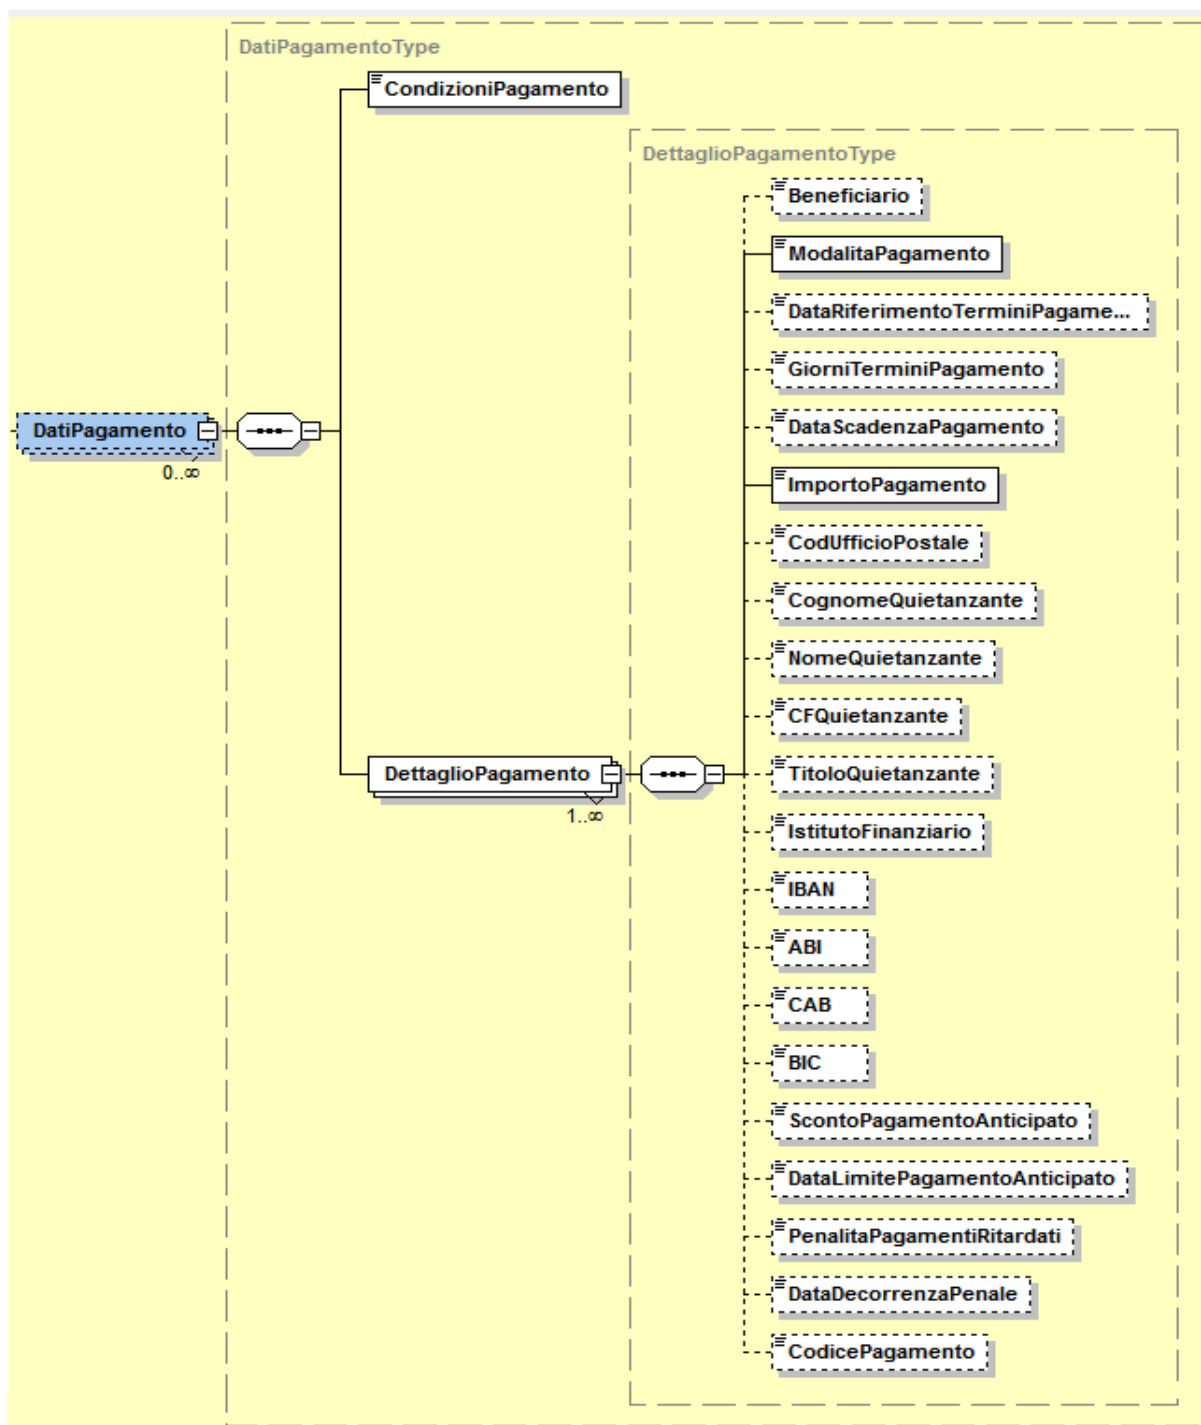 DatiPagamentoType
CondizioniPagamento
DettaglioPagamentoType
Beneficiario
ModalitaPagamento
DataRiferimentoTerminiPagame...
GiorniTerminiPagamento
DataScadenzaPagamento
DatiPagamento
0..∞
ImportoPagamento
CodUfficioPostale
CognomeQuietanzante
NomeQuietanzante
CFQuietanzante
DettaglioPagamento
1..∞
TitoloQuietanzante
IstitutoFinanziario
IBAN
ABI
CAB
BIC
ScontoPagamentoAnticipato
DataLimitePagamentoAnticipato
PenalitaPagamentiRitardati
DataDecorrenzaPenale
CodicePagamento